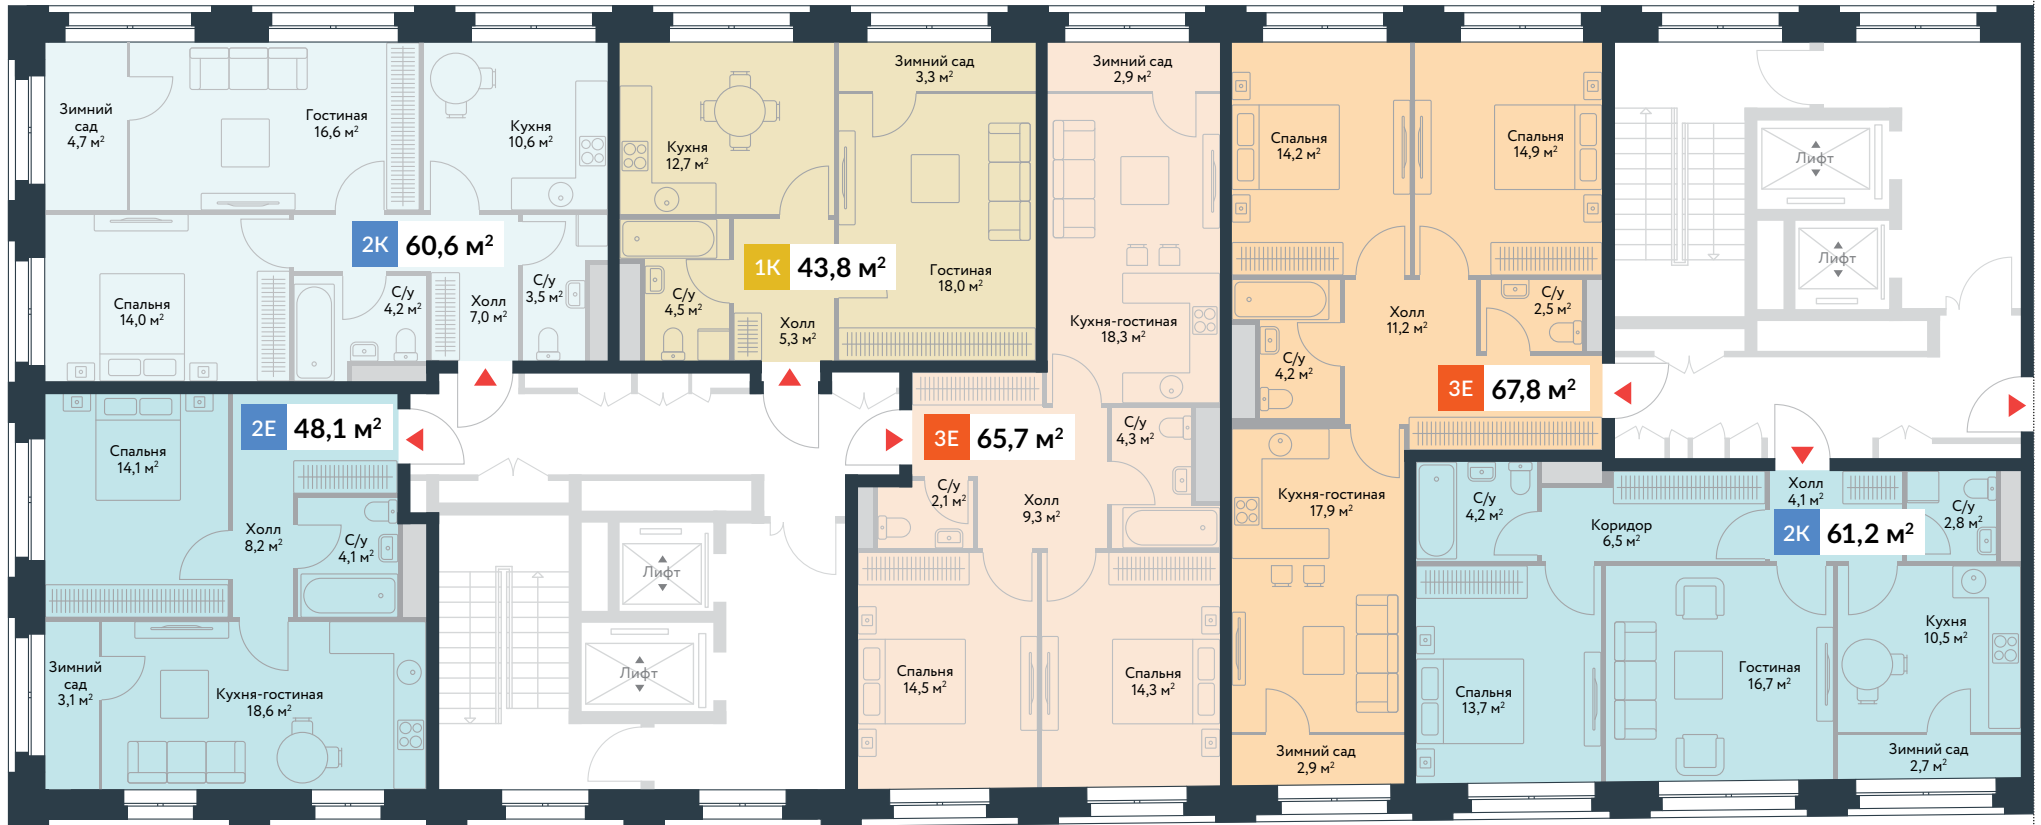 Зимний
сад
4,7 м²
Гостиная
16,6 м²
Кухня
10,6 м²
2К 60,6 м²
Спальня
14,0 м²
С/у
4,2 м²
Холл
7,0 м²
С/у
3,5 м²
Кухня
12,7 м²
Зимний сад
3,3 м²
1К 43,8 м²
Гостиная
18,0 м²
С/у
4,5 м²
Холл
5,3 м²
Зимний сад
2,9 м²
Кухня-гостиная
18,3 м²
3Е 65,7 м²
С/у
4,3 м²
С/у
2,1 м²
Холл
9,3 м²
Спальня
14,5 м²
Спальня
14,3 м²
Спальня
14,2 м²
Спальня
14,9 м²
Холл
11,2 м²
С/у
2,5 м²
С/у
4,2 м²
3Е 67,8 м²
Кухня-гостиная
17,9 м²
Зимний сад
2,9 м²
Лифт
Лифт
2Е 48,1 м²
Спальня
14,1 м²
Холл
8,2 м²
С/у
4,1 м²
Зимний
сад
3,1 м²
Кухня-гостиная
18,6 м²
Лифт
Лифт
С/у
4,2 м²
Коридор
6,5 м²
Холл
4,1 м²
С/у
2,8 м²
2К 61,2 м²
Спальня
13,7 м²
Гостиная
16,7 м²
Кухня
10,5 м²
Зимний сад
2,7 м²